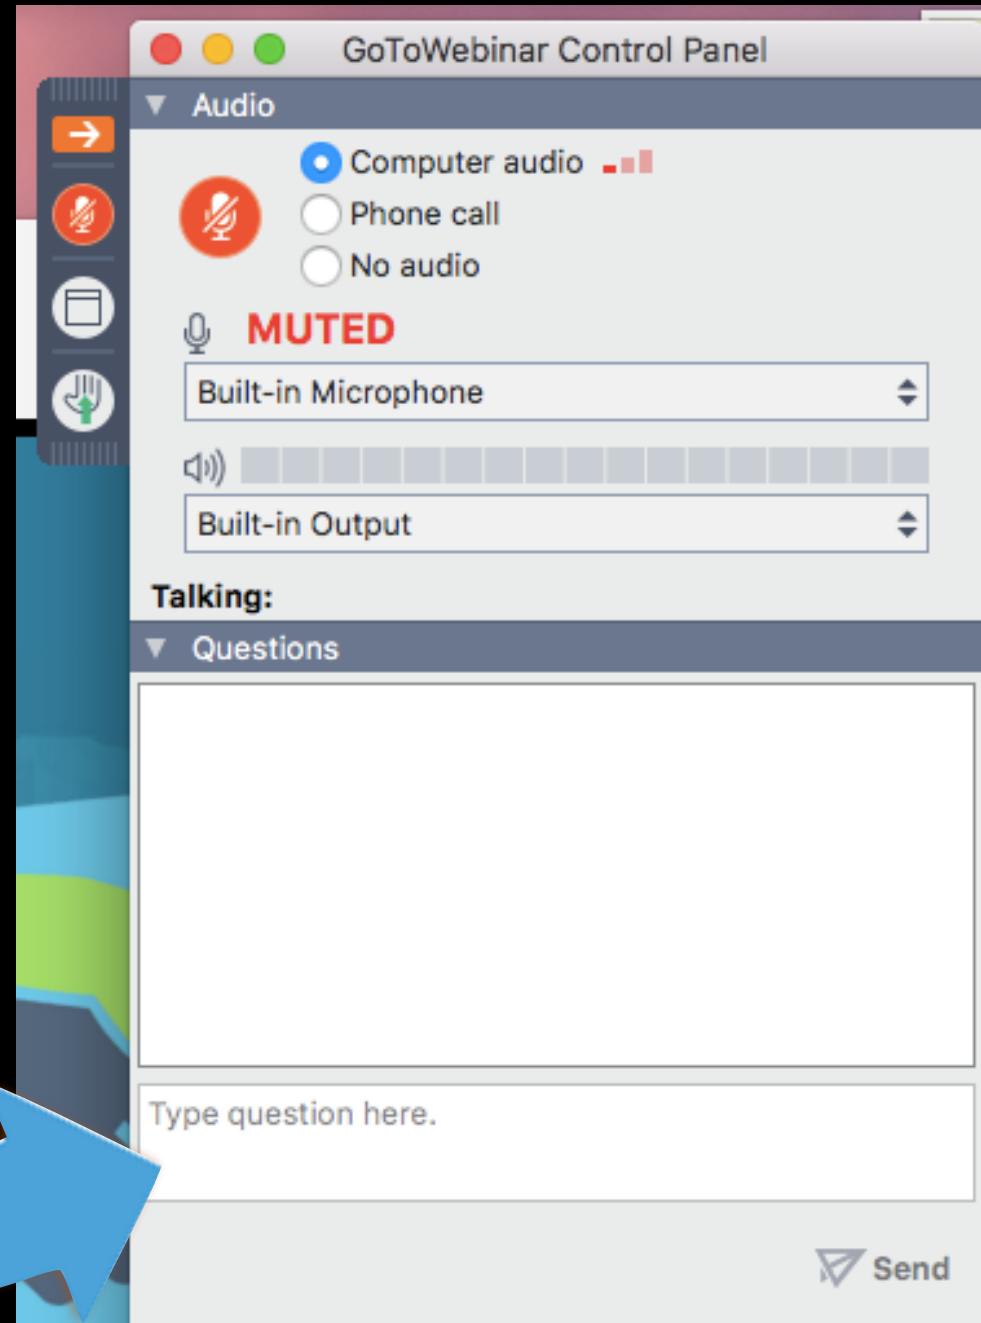 GoToWebinar Control Panel
Audio
Computer audio
Phone call
No audio
MUTED
Built-in Microphone
Built-in Output
Talking:
Questions
Type question here.
Send